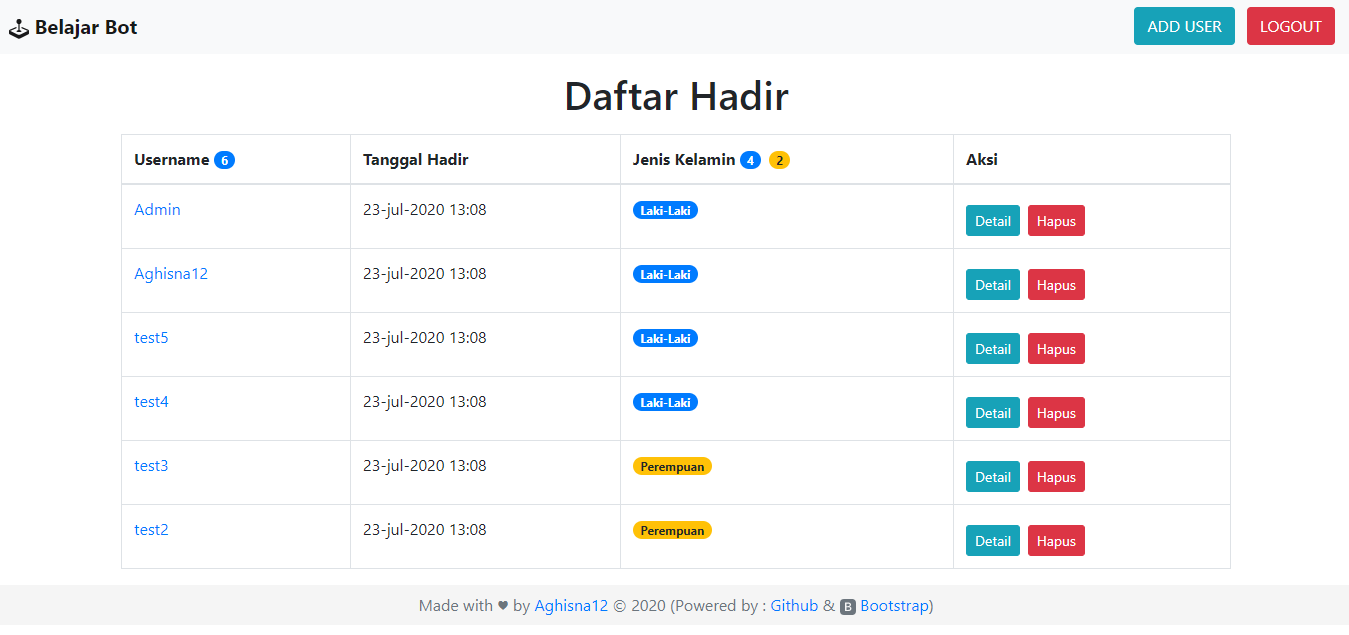 Belajar Bot ADD USER LOGOUT
Daftar Hadir
Username 6 Tanggal Hadir Jenis Kelamin 4 2 Aksi
Admin 23-jul-2020 13:08 Laki-Laki Detail Hapus
Aghisna12 23-jul-2020 13:08 Laki-Laki Detail Hapus
test5 23-jul-2020 13:08 Laki-Laki Detail Hapus
test4 23-jul-2020 13:08 Laki-Laki Detail Hapus
test3 23-jul-2020 13:08 Perempuan Detail Hapus
test2 23-jul-2020 13:08 Perempuan Detail Hapus
Made with ♥ by Aghisna12 © 2020 (Powered by : Github & B Bootstrap)